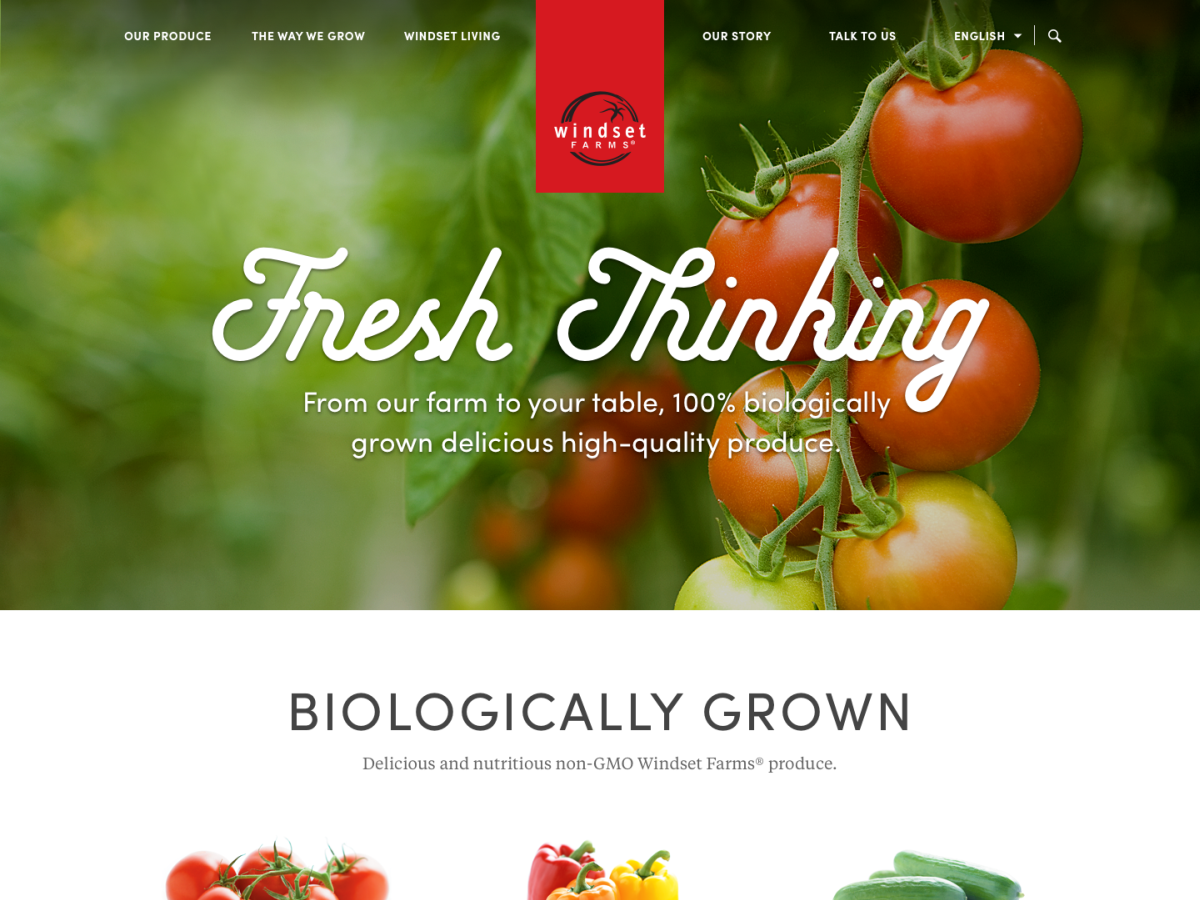 OUR PRODUCE
THE WAY WE GROW
WINDSET LIVING
windset
FARMS®
OUR STORY
TALK TO US
ENGLISH
Fresh Thinking
From our farm to your table, 100% biologically
grown delicious high-quality produce.
BIOLOGICALLY GROWN
Delicious and nutritious non-GMO Windset Farms® produce.